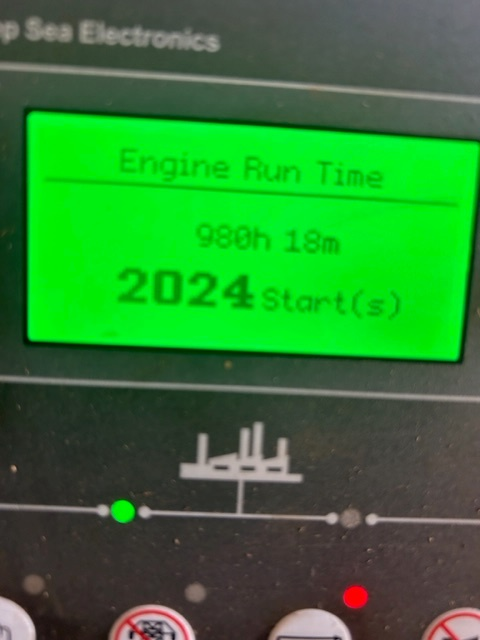 p Sea Electronics
Engine Run Time
980h 18m
2024 Start(s)